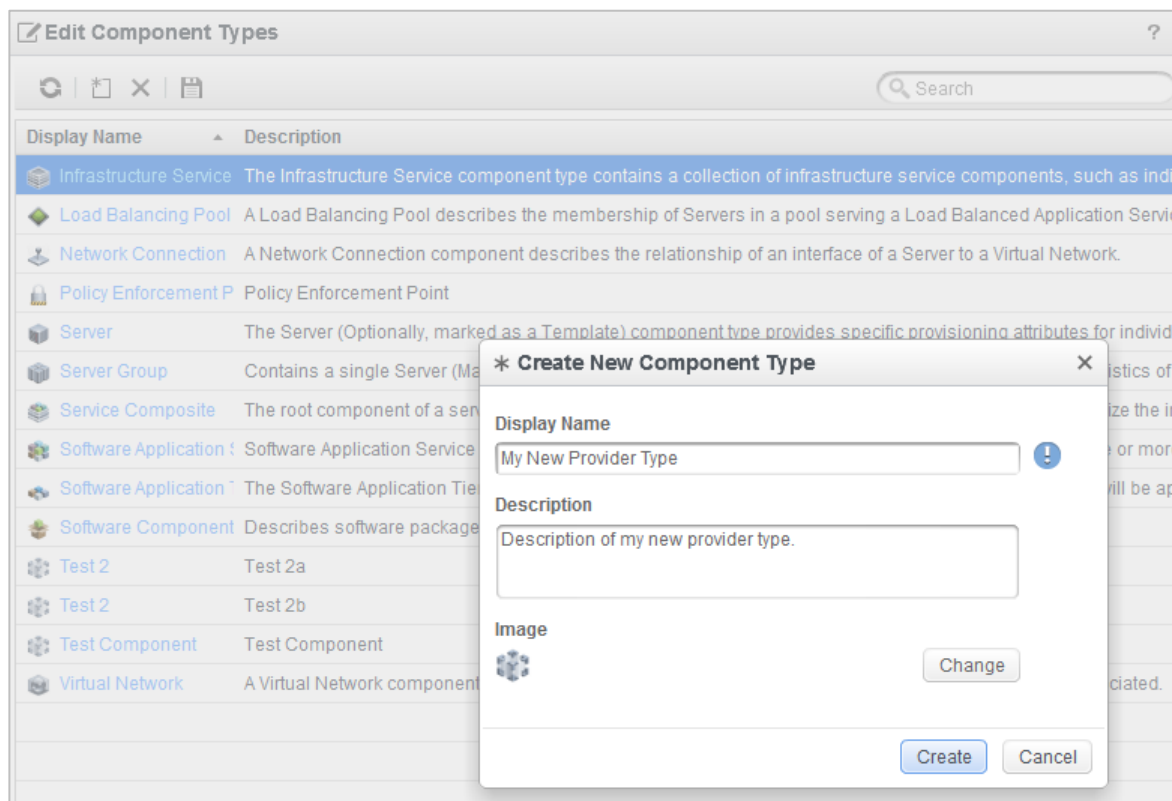 Edit Component Types
?
Search
Display Name Description
Infrastructure Service The Infrastructure Service component type contains a collection of infrastructure service components, such as indi
Load Balancing Pool A Load Balancing Pool describes the membership of Servers in a pool serving a Load Balanced Application Servi
Network Connection A Network Connection component describes the relationship of an interface of a Server to a Virtual Network.
Policy Enforcement P Policy Enforcement Point
Server The Server (Optionally, marked as a Template) component type provides specific provisioning attributes for individ
Server Group Contains a single Server (Ma istics of
Service Composite The root component of a serv ize the i
Software Application Software Application Service e or mor
Software Application The Software Application Tie will be ap
Software Component Describes software package
Test 2 Test 2a
Test 2 Test 2b
Test Component Test Component
Virtual Network A Virtual Network component ciated.
Create New Component Type
Display Name
My New Provider Type
Description
Description of my new provider type.
Image
Change
Create Cancel